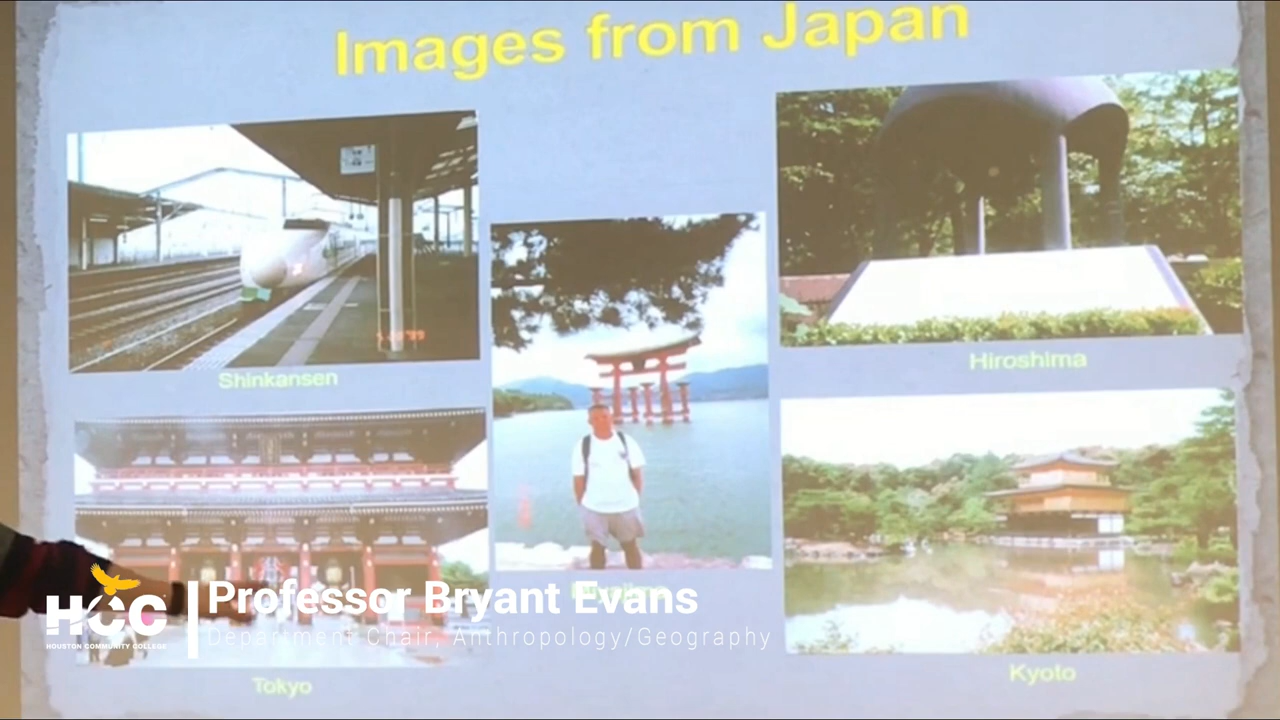 Images from Japan
Shinkansen
Hiroshima
Tokyo
Kyoto
HCC
HOUSTON COMMUNITY COLLEGE
Professor Bryant Evans
Department Chair, Anthropology/Geography